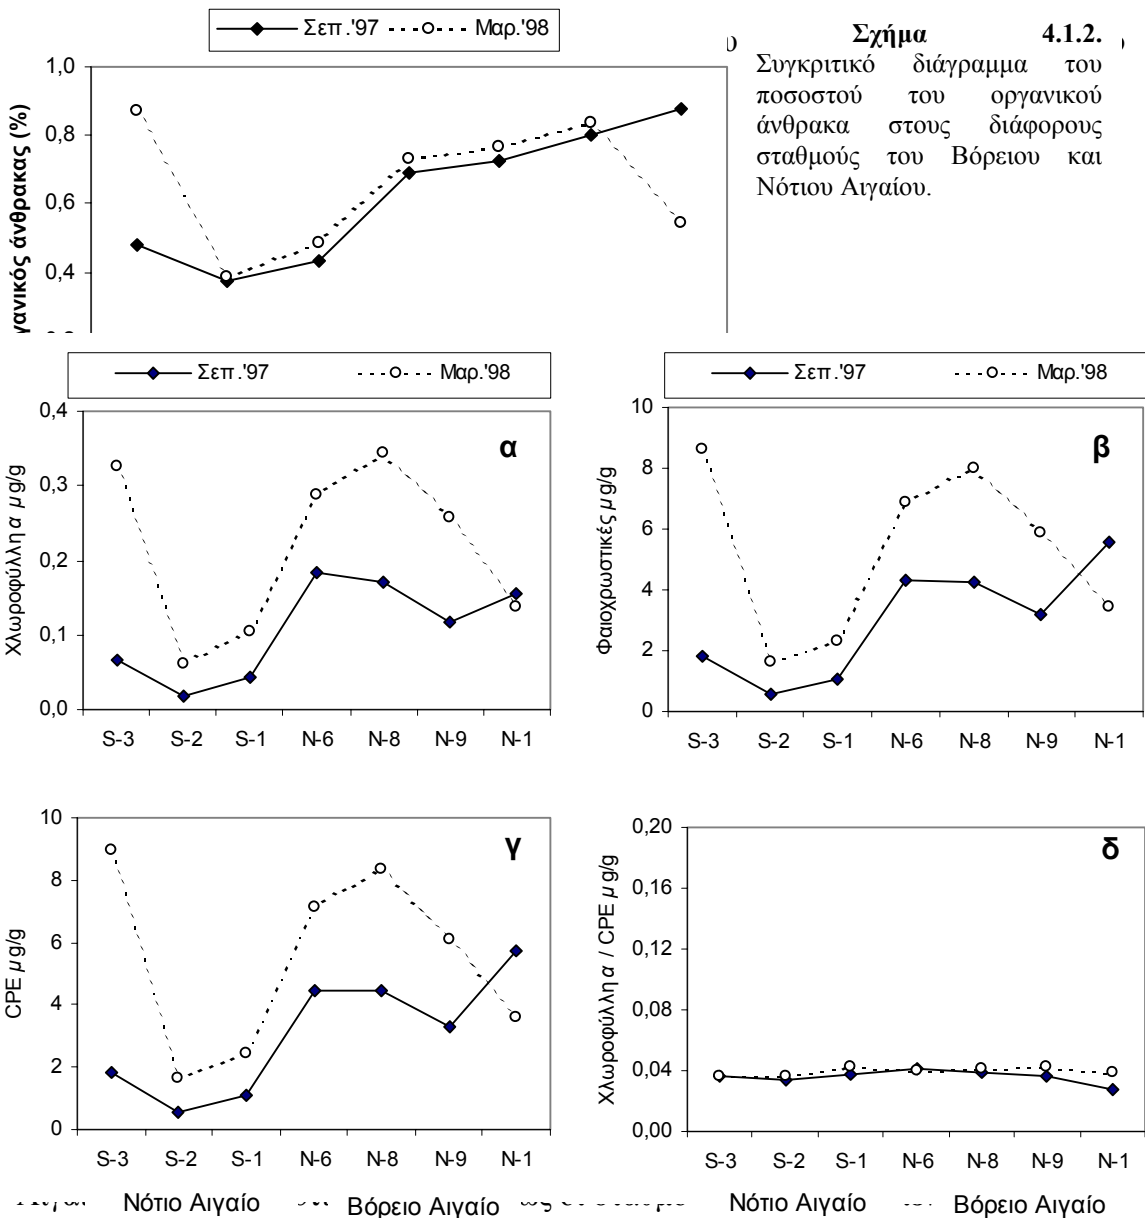 Σεπ.'97 Μαρ.'98
Σχήμα 4.1.2.
Συγκριτικό διάγραμμα του
ποσοστού του οργανικού
άνθρακα στους διάφορους
σταθμούς του Βόρειου και
Νότιου Αιγαίου.
γανικός άνθρακας (%)
1,0
0,8
0,6
0,4
Σεπ.'97 Μαρ.'98
α
Χλωροφύλλη α μg/g
0,4
0,3
0,2
0,1
0,0
S-3 S-2 S-1 N-6 N-8 N-9 N-1
Σεπ.'97 Μαρ.'98
β
Φαιοχρωστικές μg/g
10
8
6
4
2
0
S-3 S-2 S-1 N-6 N-8 N-9 N-1
γ
CPE μg/g
10
8
6
4
2
0
S-3 S-2 S-1 N-6 N-8 N-9 N-1
Νότιο Αιγαίο Βόρειο Αιγαίο
δ
Χλωροφύλλη α / CPE μg/g
0,20
0,16
0,12
0,08
0,04
0,00
S-3 S-2 S-1 N-6 N-8 N-9 N-1
Νότιο Αιγαίο Βόρειο Αιγαίο